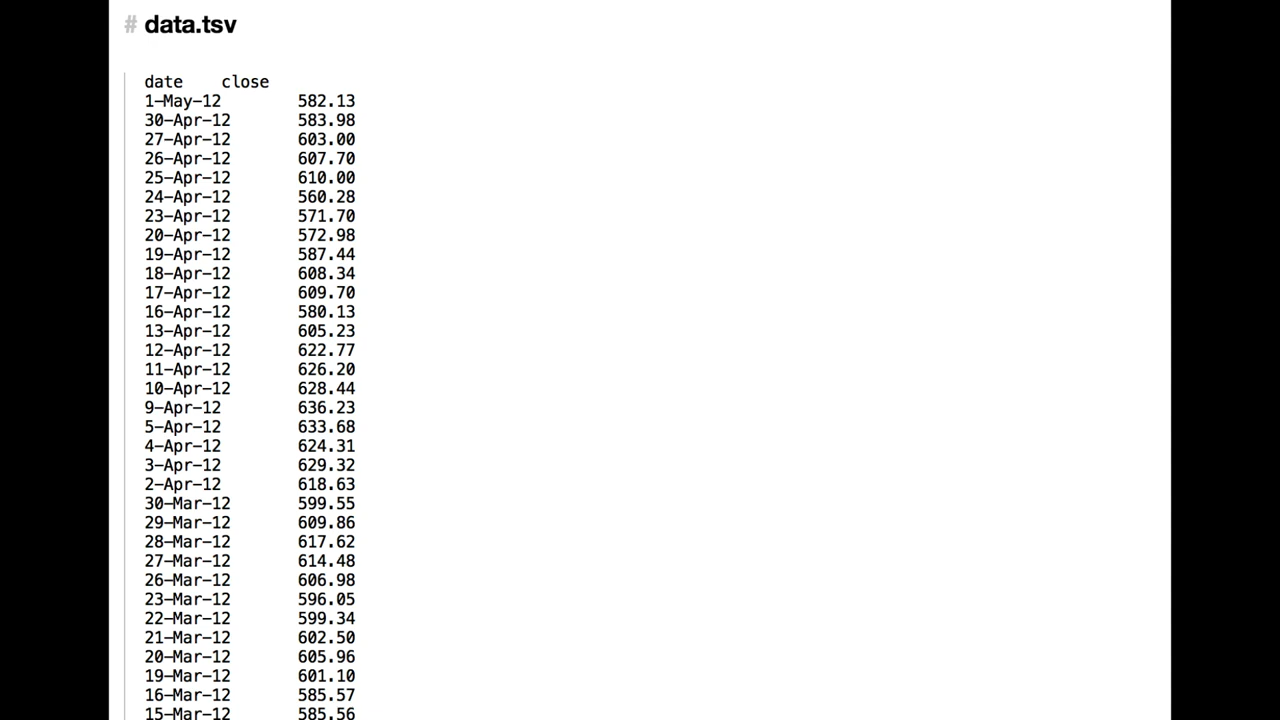 # data.tsv
date close
1-May-12 582.13
30-Apr-12 583.98
27-Apr-12 603.00
26-Apr-12 607.70
25-Apr-12 610.00
24-Apr-12 560.28
23-Apr-12 571.70
20-Apr-12 572.98
19-Apr-12 587.44
18-Apr-12 608.34
17-Apr-12 609.70
16-Apr-12 580.13
13-Apr-12 605.23
12-Apr-12 622.77
11-Apr-12 626.20
10-Apr-12 628.44
9-Apr-12 636.23
5-Apr-12 633.68
4-Apr-12 624.31
3-Apr-12 629.32
2-Apr-12 618.63
30-Mar-12 599.55
29-Mar-12 609.86
28-Mar-12 617.62
27-Mar-12 614.48
26-Mar-12 606.98
23-Mar-12 596.05
22-Mar-12 599.34
21-Mar-12 602.50
20-Mar-12 605.96
19-Mar-12 601.10
16-Mar-12 585.57
15-Mar-12 585.56